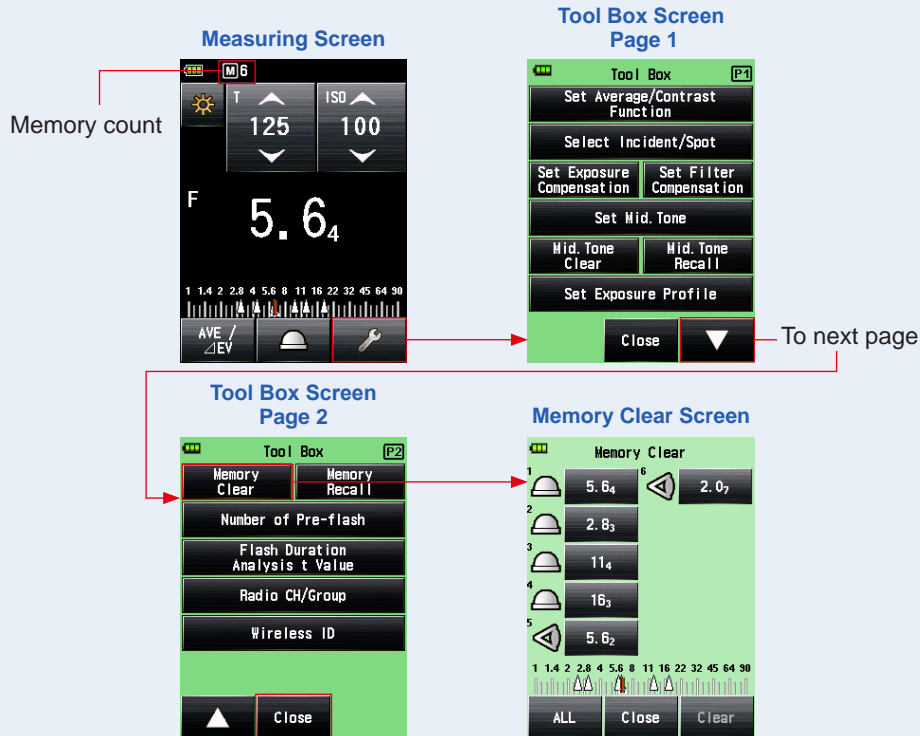 Measuring Screen
M 6
Memory count
T
125
ISO
100
F
5.6₄
1 1.4 2 2.8 4 5.6 8 11 16 22 32 45 64 90
AVE /
⊿EV
Tool Box Screen
Page 1
Tool Box P1
Set Average/Contrast
Function
Select Incident/Spot
Set Exposure
Compensation
Set Filter
Compensation
Set Mid. Tone
Mid. Tone
Clear
Mid. Tone
Recall
Set Exposure Profile
Close
To next page
Tool Box Screen
Page 2
Tool Box P2
Memory
Clear
Memory
Recall
Number of Pre-flash
Flash Duration
Analysis t Value
Radio CH/Group
Wireless ID
Close
Memory Clear Screen
Memory Clear
1 5.6₄
2 2.8₃
3 11₄
4 16₃
5 5.6₂
6 2.0₇
1 1.4 2 2.8 4 5.6 8 11 16 22 32 45 64 90
ALL Close Clear